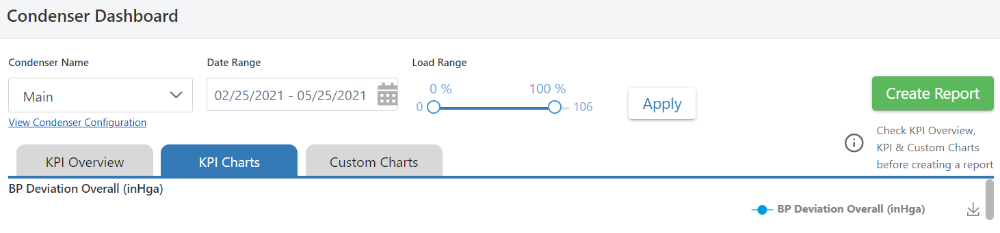 Condenser Dashboard
Condenser Name
Date Range
Load Range
Main
02/25/2021 - 05/25/2021
0 %
100 %
0
106
Apply
Create Report
View Condenser Configuration
Check KPI Overview,
KPI & Custom Charts
before creating a report
KPI Overview
KPI Charts
Custom Charts
BP Deviation Overall (inHga)
BP Deviation Overall (inHga)